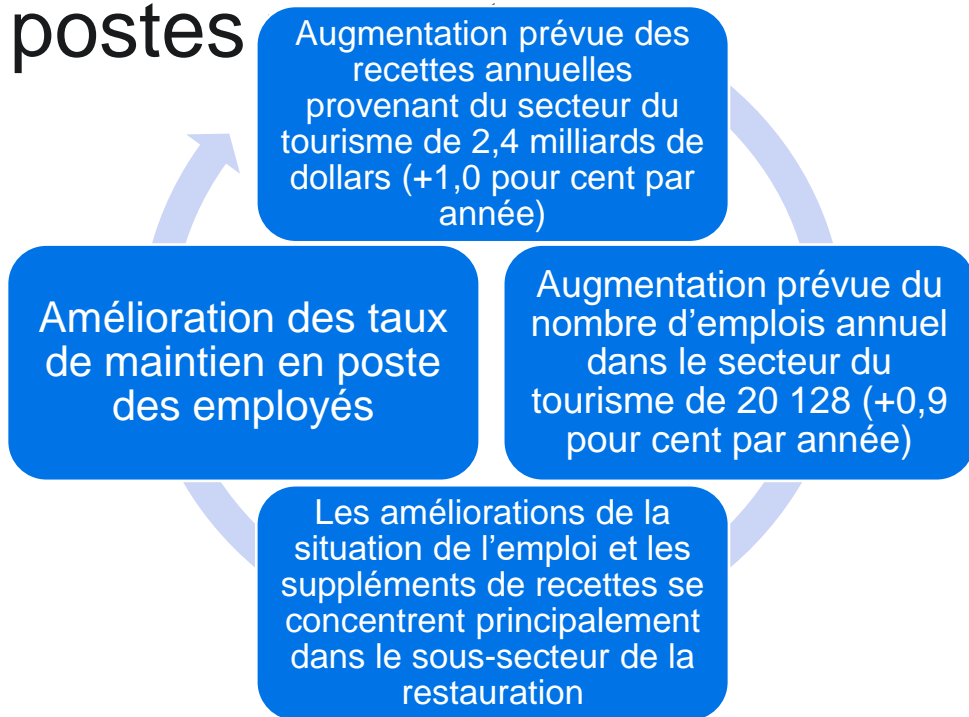 postes
Augmentation prévue des
recettes annuelles
provenant du secteur du
tourisme de 2,4 milliards de
dollars (+1,0 pour cent par
année)
Augmentation prévue du
nombre d’emplois annuel
dans le secteur du
tourisme de 20 128 (+0,9
pour cent par année)
Les améliorations de la
situation de l’emploi et les
suppléments de recettes se
concentrent principalement
dans le sous-secteur de la
restauration
Amélioration des taux
de maintien en poste
des employés